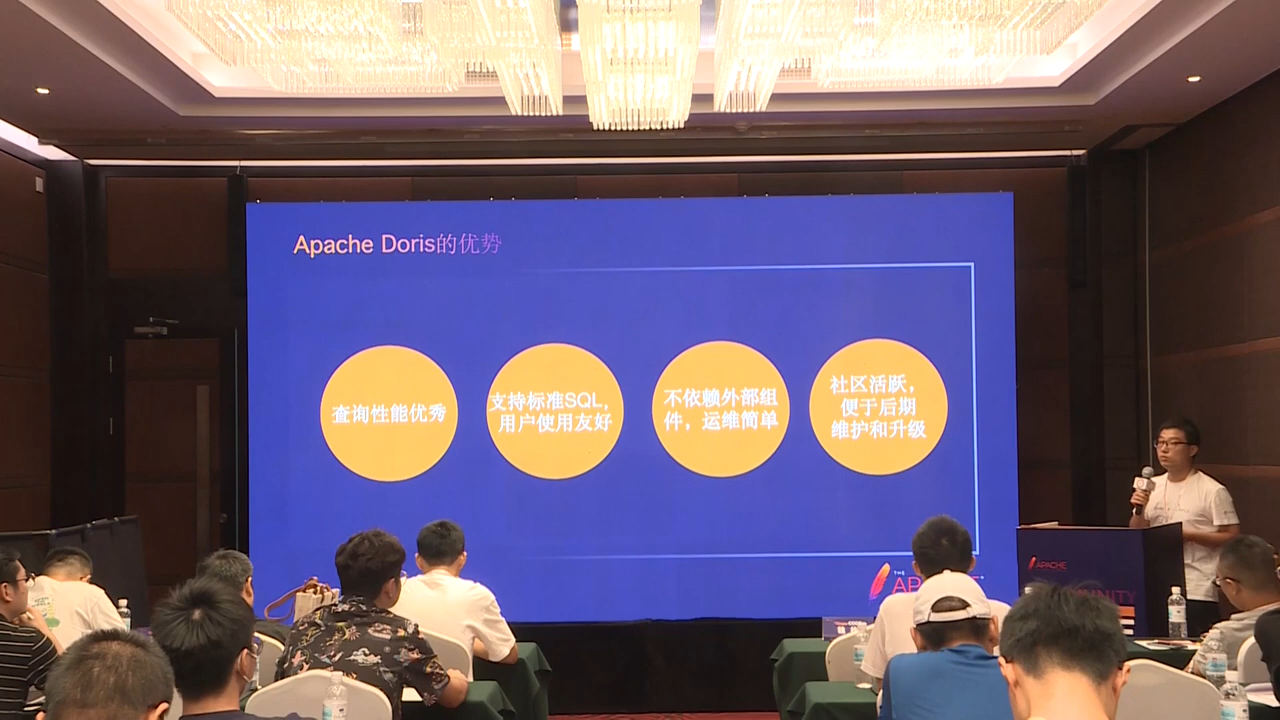 Apache Doris的优势
查询性能优秀
支持标准SQL，
用户使用友好
不依赖外部组
件，运维简单
社区活跃，
便于后期
维护和升级
THE
APACHE